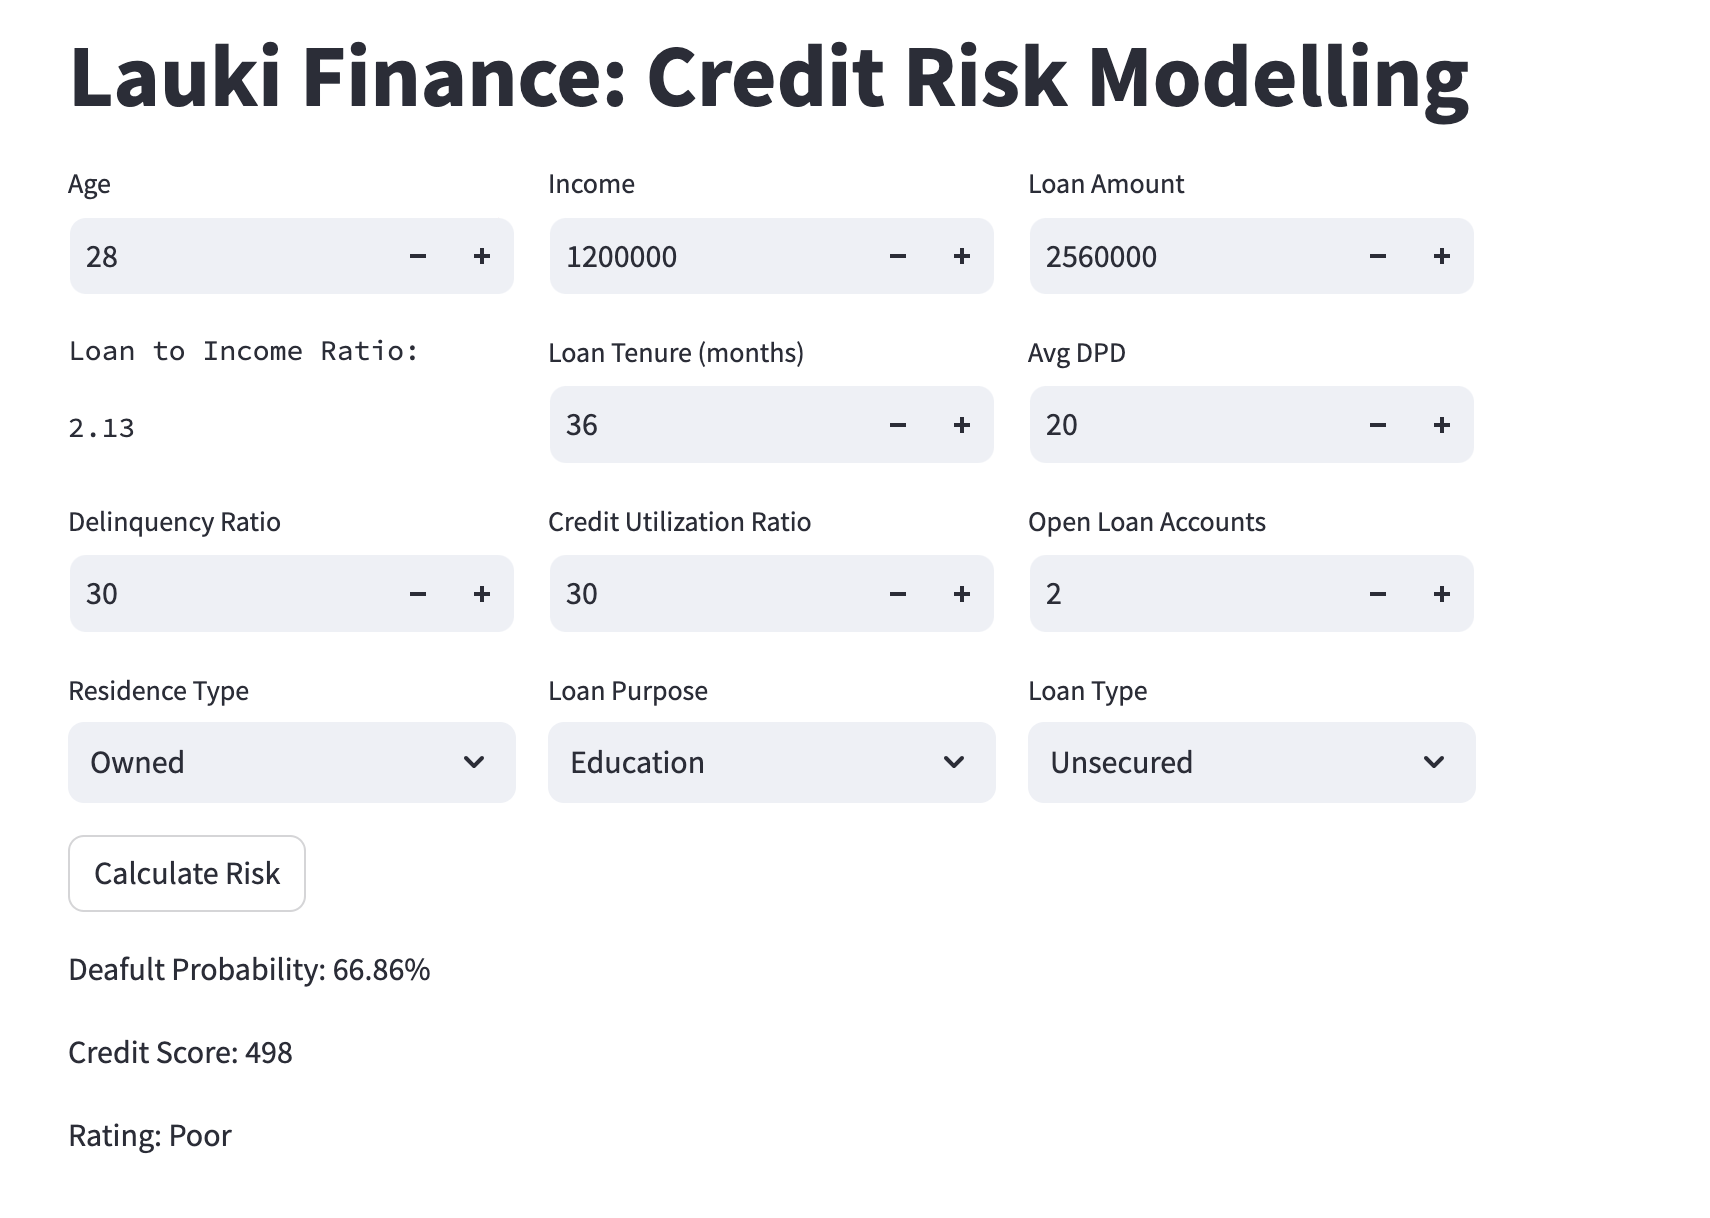 Lauki Finance: Credit Risk Modelling
Age
Income
Loan Amount
28
1200000
2560000
Loan to Income Ratio:
Loan Tenure (months)
Avg DPD
2.13
36
20
Delinquency Ratio
Credit Utilization Ratio
Open Loan Accounts
30
30
2
Residence Type
Loan Purpose
Loan Type
Owned
Education
Unsecured
Calculate Risk
Deafult Probability: 66.86%
Credit Score: 498
Rating: Poor